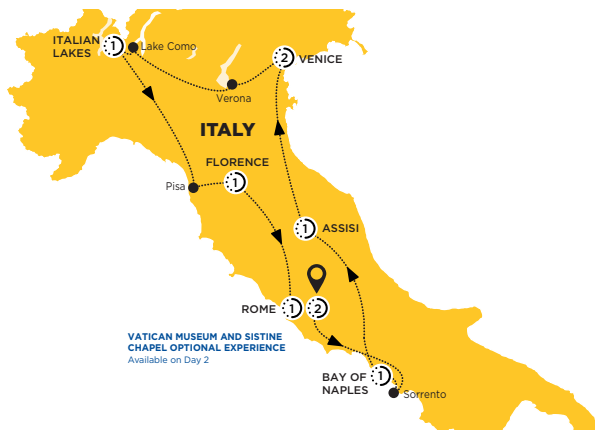 ITALIAN
LAKES
1
Lake Como
2
VENICE
Verona
ITALY
FLORENCE
Pisa
1
1
ASSISI
ROME
1
2
VATICAN MUSEUM AND SISTINE
CHAPEL OPTIONAL EXPERIENCE
Available on Day 2
BAY OF
NAPLES
1
Sorrento